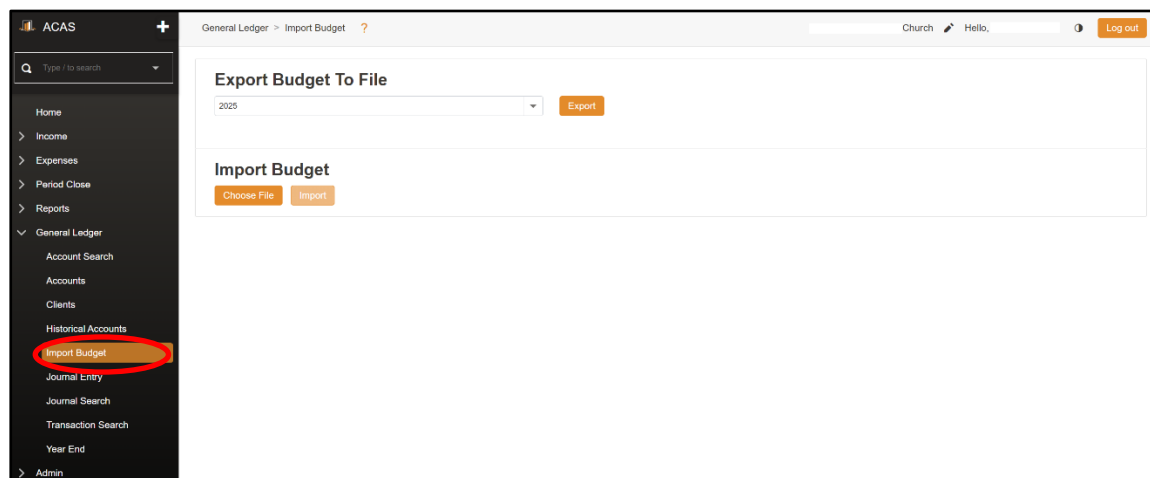 ACAS
General Ledger > Import Budget ?
Church Hello,
Log out
Type / to search
Home
Income
Expenses
Period Close
Reports
General Ledger
Account Search
Accounts
Clients
Historical Accounts
Import Budget
Journal Entry
Journal Search
Transaction Search
Year End
Admin
Export Budget To File
2025
Export
Import Budget
Choose File
Import